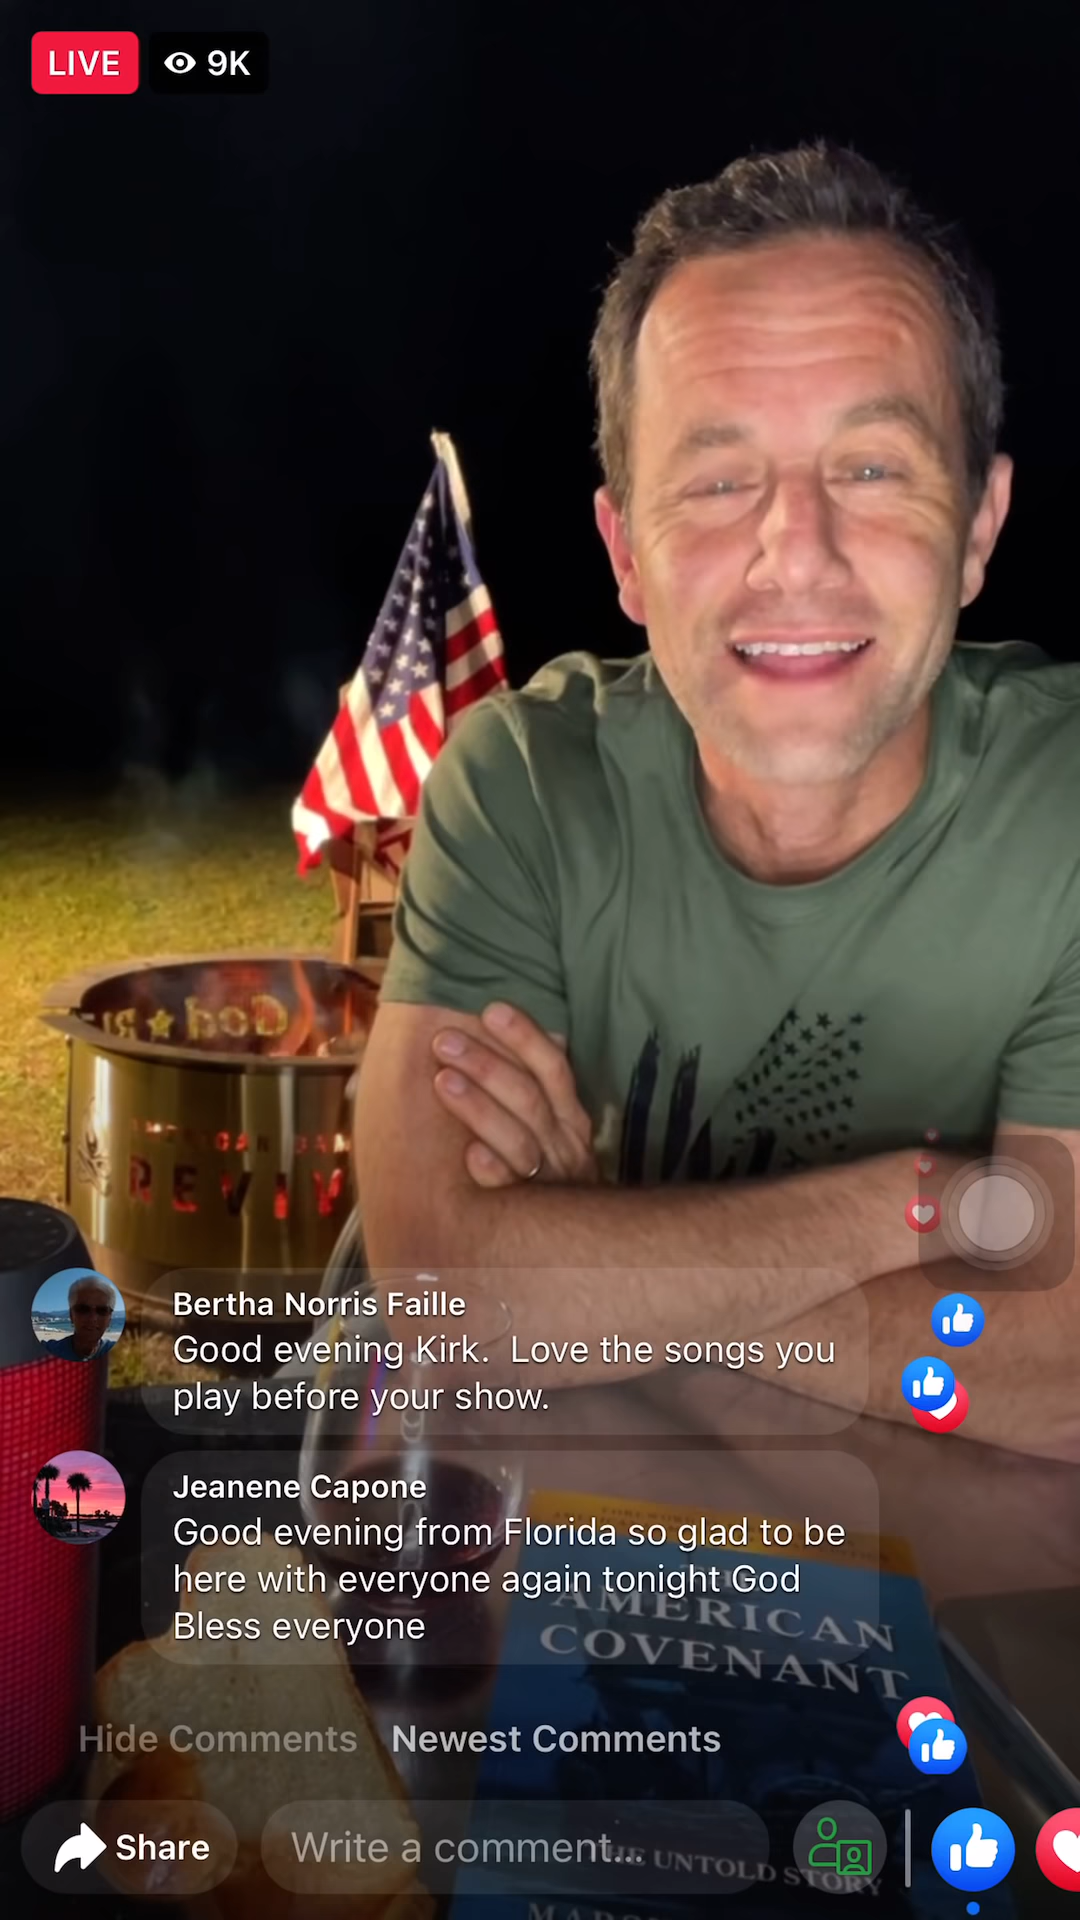 LIVE 9K
REVIV
Bertha Norris Faille
Good evening Kirk.  Love the songs you
play before your show.
Jeanene Capone
Good evening from Florida so glad to be
here with everyone again tonight God
Bless everyone
AMERICAN
COVENANT
Hide Comments Newest Comments
Share Write a comment...
THE UNTOLD STORY